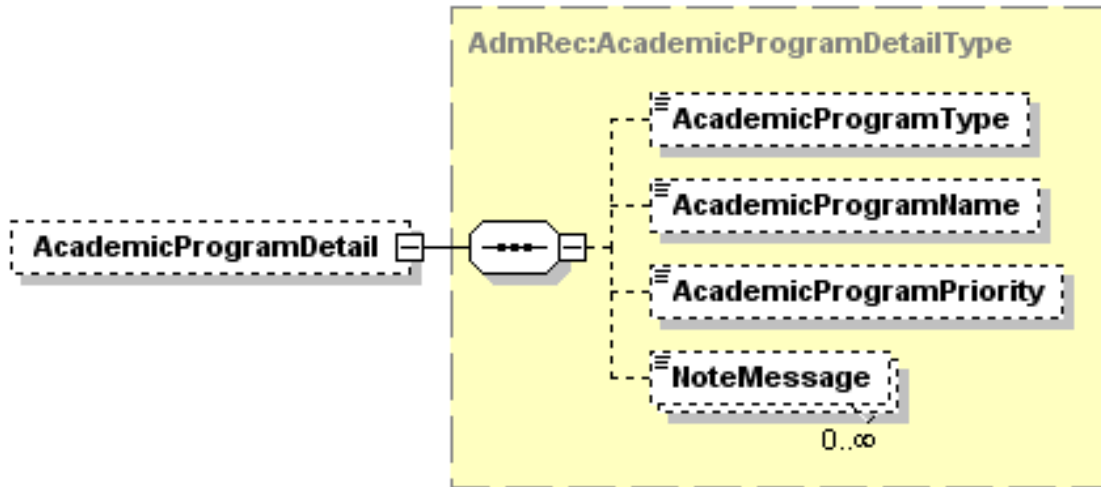 AdmRec:AcademicProgramDetailType
AcademicProgramType
AcademicProgramName
AcademicProgramDetail
AcademicProgramPriority
NoteMessage
0..∞